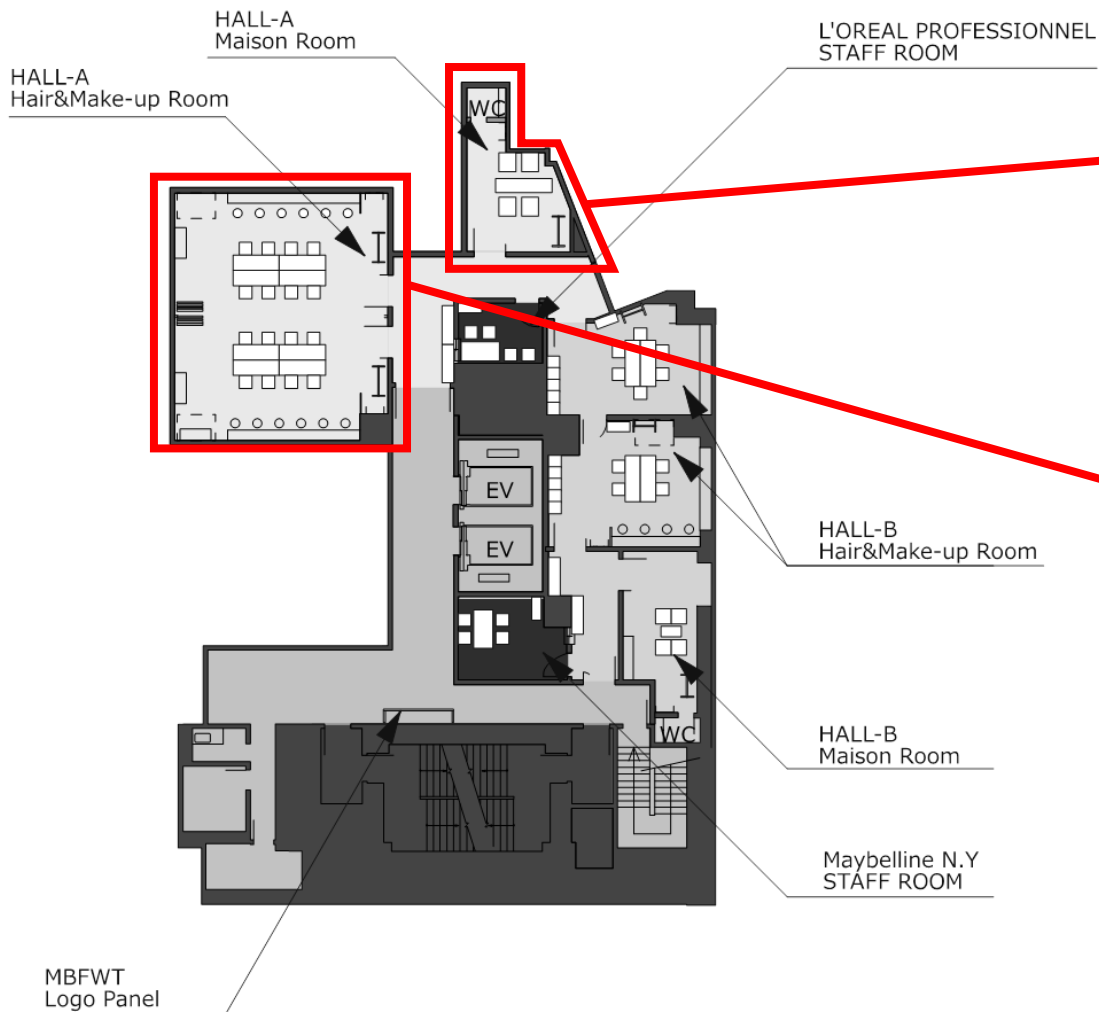 HALL-A
Maison Room
L'OREAL PROFESSIONNEL
STAFF ROOM
HALL-A
Hair&Make-up Room
WC
EV
EV
HALL-B
Hair&Make-up Room
WC
HALL-B
Maison Room
Maybelline N.Y
STAFF ROOM
MBFWT
Logo Panel